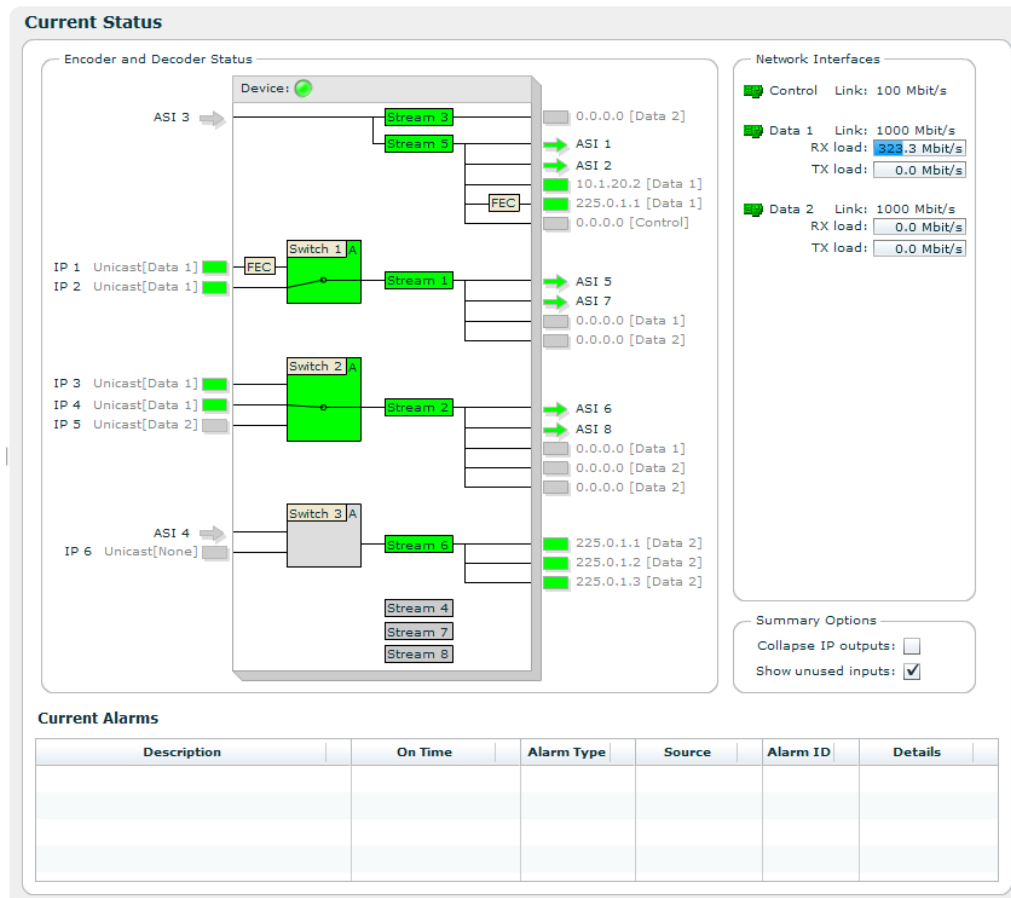 Current Status
Encoder and Decoder Status
Device:
ASI 3
Stream 3
0.0.0.0 [Data 2]
Stream 5
ASI 1
ASI 2
10.1.20.2 [Data 1]
FEC
225.0.1.1 [Data 1]
0.0.0.0 [Control]
Switch 1 A
IP 1 Unicast[Data 1]
FEC
IP 2 Unicast[Data 1]
Stream 1
ASI 5
ASI 7
0.0.0.0 [Data 1]
0.0.0.0 [Data 2]
Switch 2 A
IP 3 Unicast[Data 1]
IP 4 Unicast[Data 1]
IP 5 Unicast[Data 2]
Stream 2
ASI 6
ASI 8
0.0.0.0 [Data 1]
0.0.0.0 [Data 2]
0.0.0.0 [Data 2]
Switch 3 A
ASI 4
IP 6 Unicast[None]
Stream 6
225.0.1.1 [Data 2]
225.0.1.2 [Data 2]
225.0.1.3 [Data 2]
Stream 4
Stream 7
Stream 8
Network Interfaces
Control Link: 100 Mbit/s
Data 1 Link: 1000 Mbit/s
RX load: 323.3 Mbit/s
TX load: 0.0 Mbit/s
Data 2 Link: 1000 Mbit/s
RX load: 0.0 Mbit/s
TX load: 0.0 Mbit/s
Summary Options
Collapse IP outputs:
Show unused inputs:
Current Alarms
Description On Time Alarm Type Source Alarm ID Details